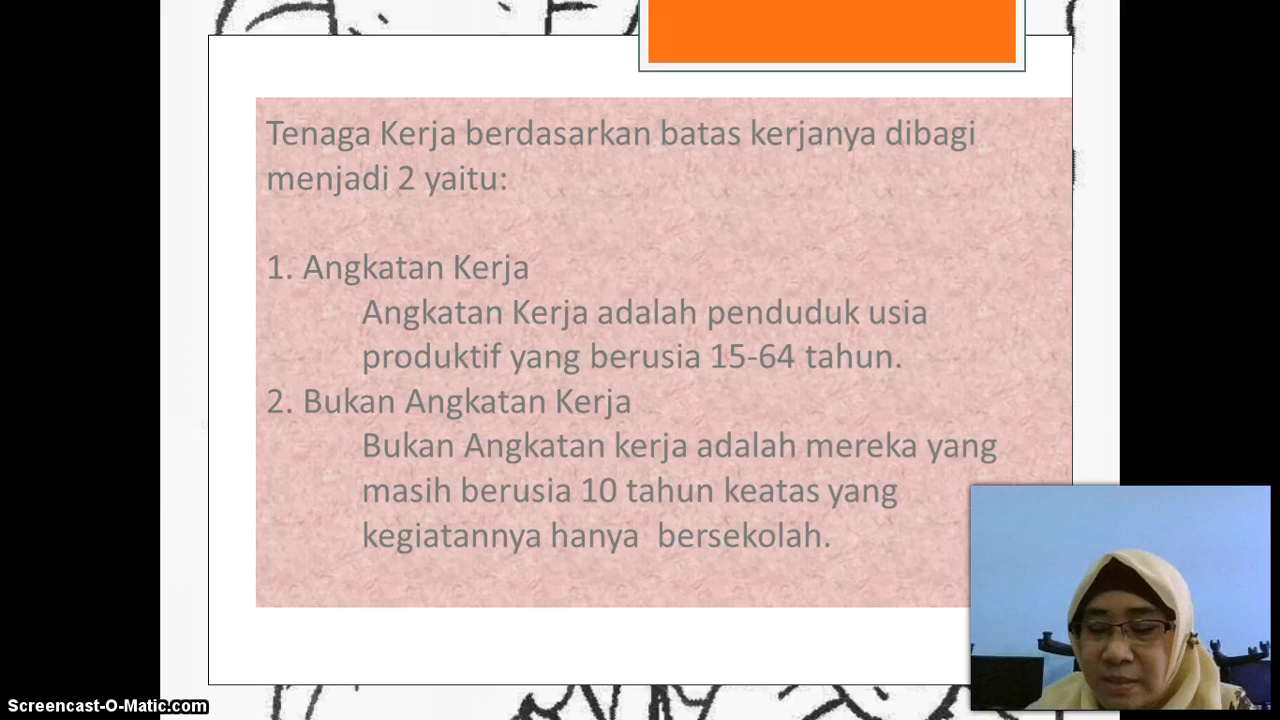 Tenaga Kerja berdasarkan batas kerjanya dibagi
menjadi 2 yaitu:
1. Angkatan Kerja
Angkatan Kerja adalah penduduk usia
produktif yang berusia 15-64 tahun.
2. Bukan Angkatan Kerja
Bukan Angkatan kerja adalah mereka yang
masih berusia 10 tahun keatas yang
kegiatannya hanya  bersekolah.
Screencast-O-Matic.com